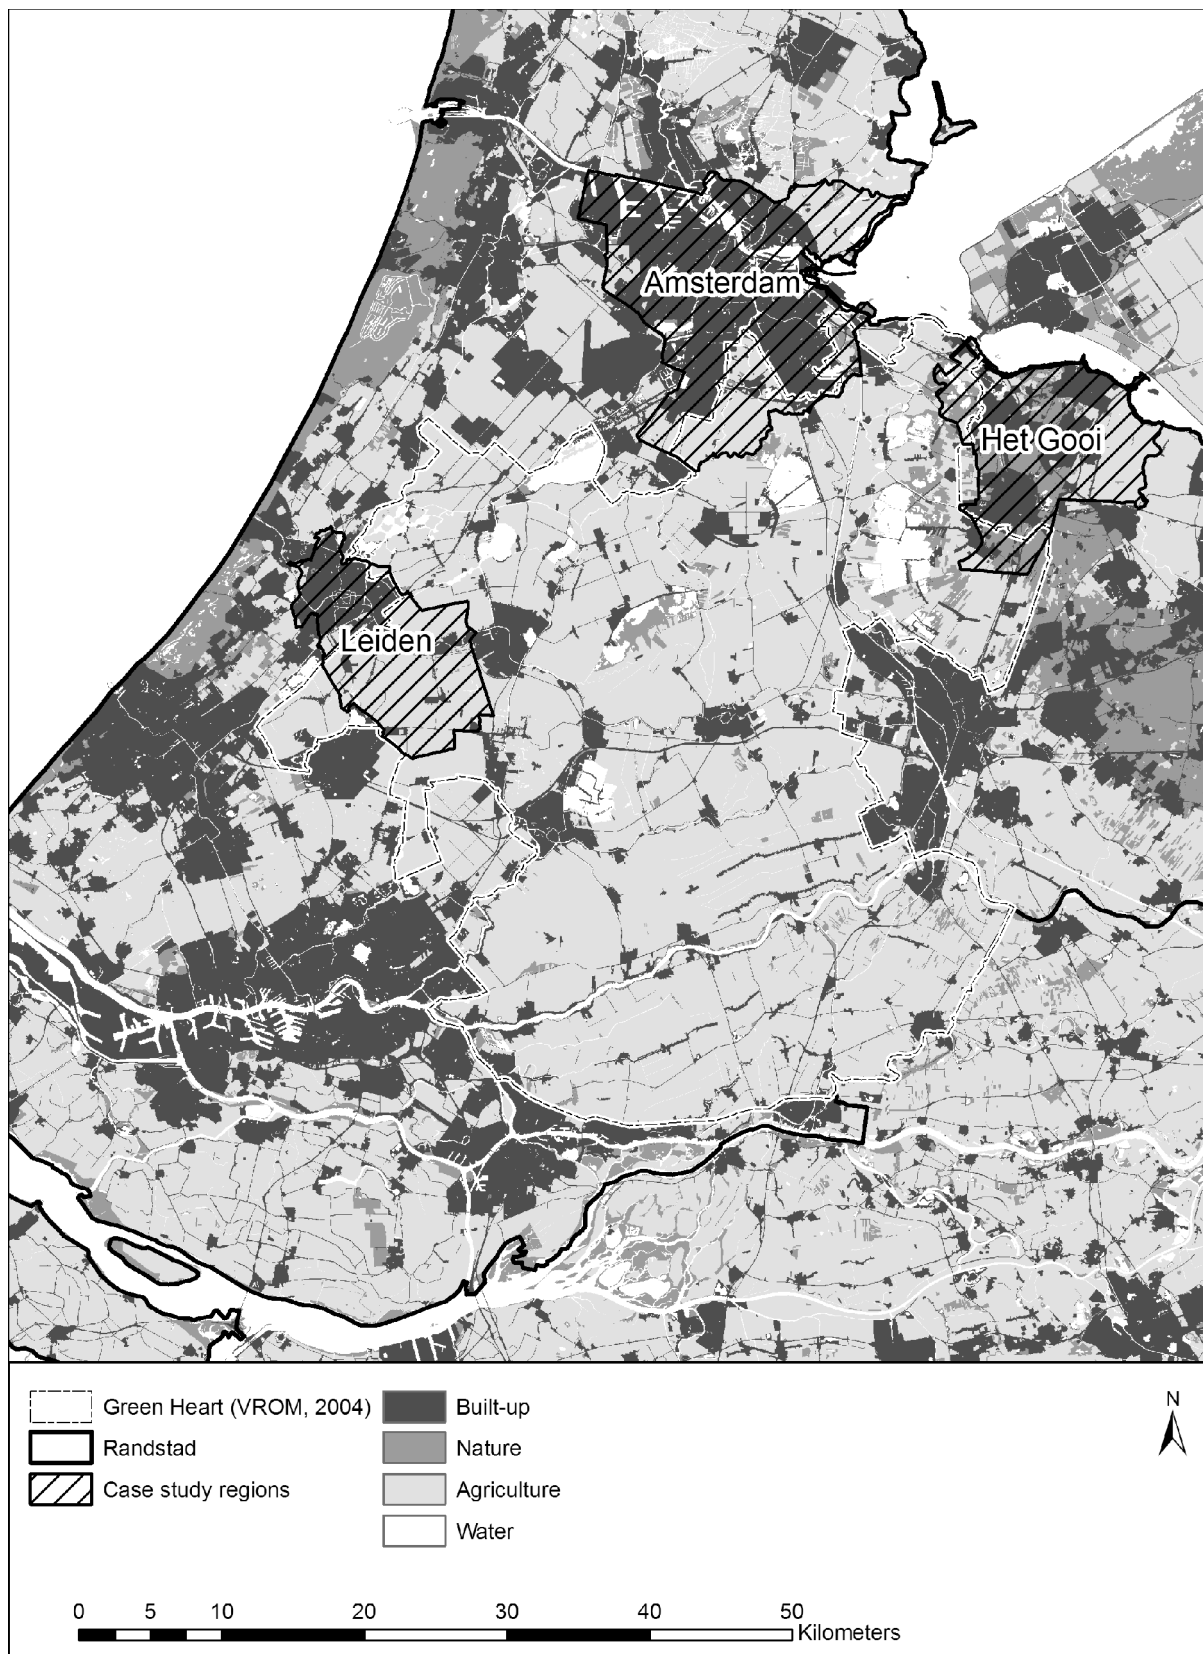 Amsterdam
Het Gooi
Leiden
Green Heart (VROM, 2004)
Randstad
Case study regions
Built-up
Nature
Agriculture
Water
N
0 5 10 20 30 40 50
Kilometers